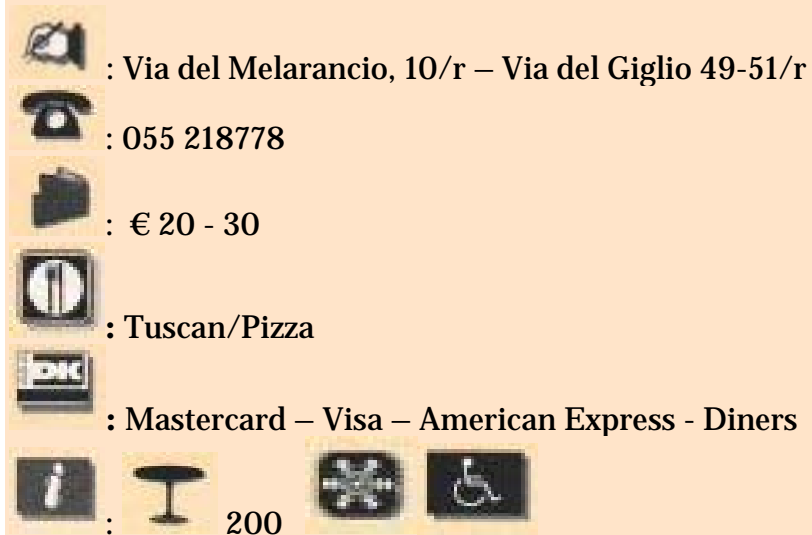 : Via del Melarancio, 10/r – Via del Giglio 49-51/r
: 055 218778
: € 20 - 30
: Tuscan/Pizza
OK
: Mastercard – Visa – American Express - Diners
i : 200